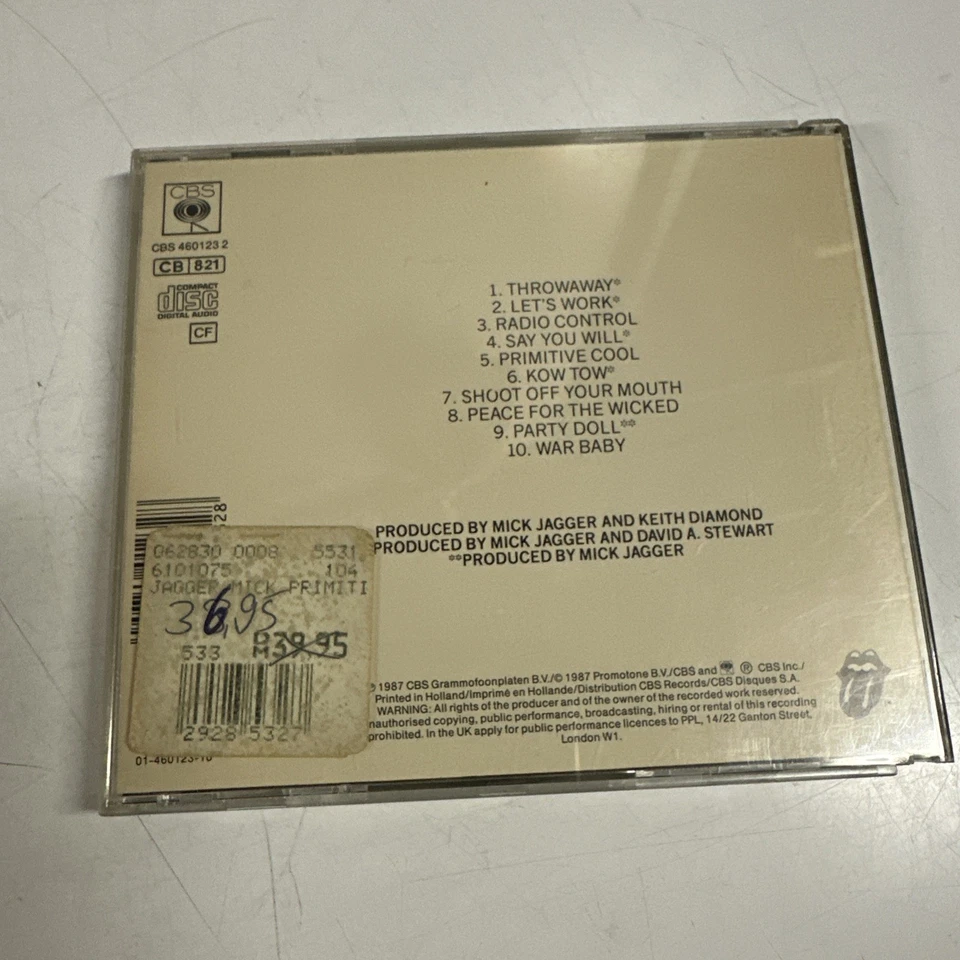 CBS
CBS 460123 2
CB 821
COMPACT
disc
DIGITAL AUDIO
CF
1. THROWAWAY*
2. LET'S WORK*
3. RADIO CONTROL
4. SAY YOU WILL*
5. PRIMITIVE COOL
6. KOW TOW*
7. SHOOT OFF YOUR MOUTH
8. PEACE FOR THE WICKED
9. PARTY DOLL**
10. WAR BABY
PRODUCED BY MICK JAGGER AND KEITH DIAMOND
PRODUCED BY MICK JAGGER AND DAVID A. STEWART
**PRODUCED BY MICK JAGGER
062830 0008 5531
6101075 104
JAGGER MICK PRIMITI
36,95
533 DM39.95
2928 5327
℗ 1987 CBS Grammofoonplaten B.V./© 1987 Promotone B.V./CBS and ® CBS Inc./
Printed in Holland/Imprimé en Hollande/Distribution CBS Records/CBS Disques S.A.
WARNING: All rights of the producer and of the owner of the recorded work reserved.
nauthorised copying, public performance, broadcasting, hiring or rental of this recording
prohibited. In the UK apply for public performance licences to PPL, 14/22 Ganton Street,
London W1.
01-460123-10